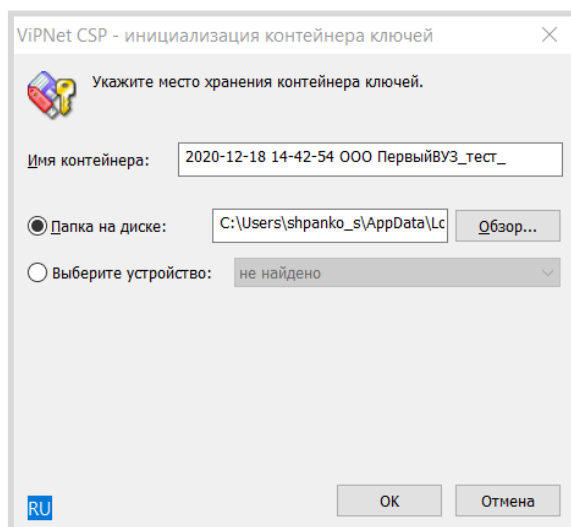 ViPNet CSP - инициализация контейнера ключей
Укажите место хранения контейнера ключей.
Имя контейнера: 2020-12-18 14-42-54 ООО ПервыйВУЗ_тест_
Папка на диске: C:\Users\shpanko_s\AppData\Lc Обзор...
Выберите устройство: не найдено
RU ОК Отмена